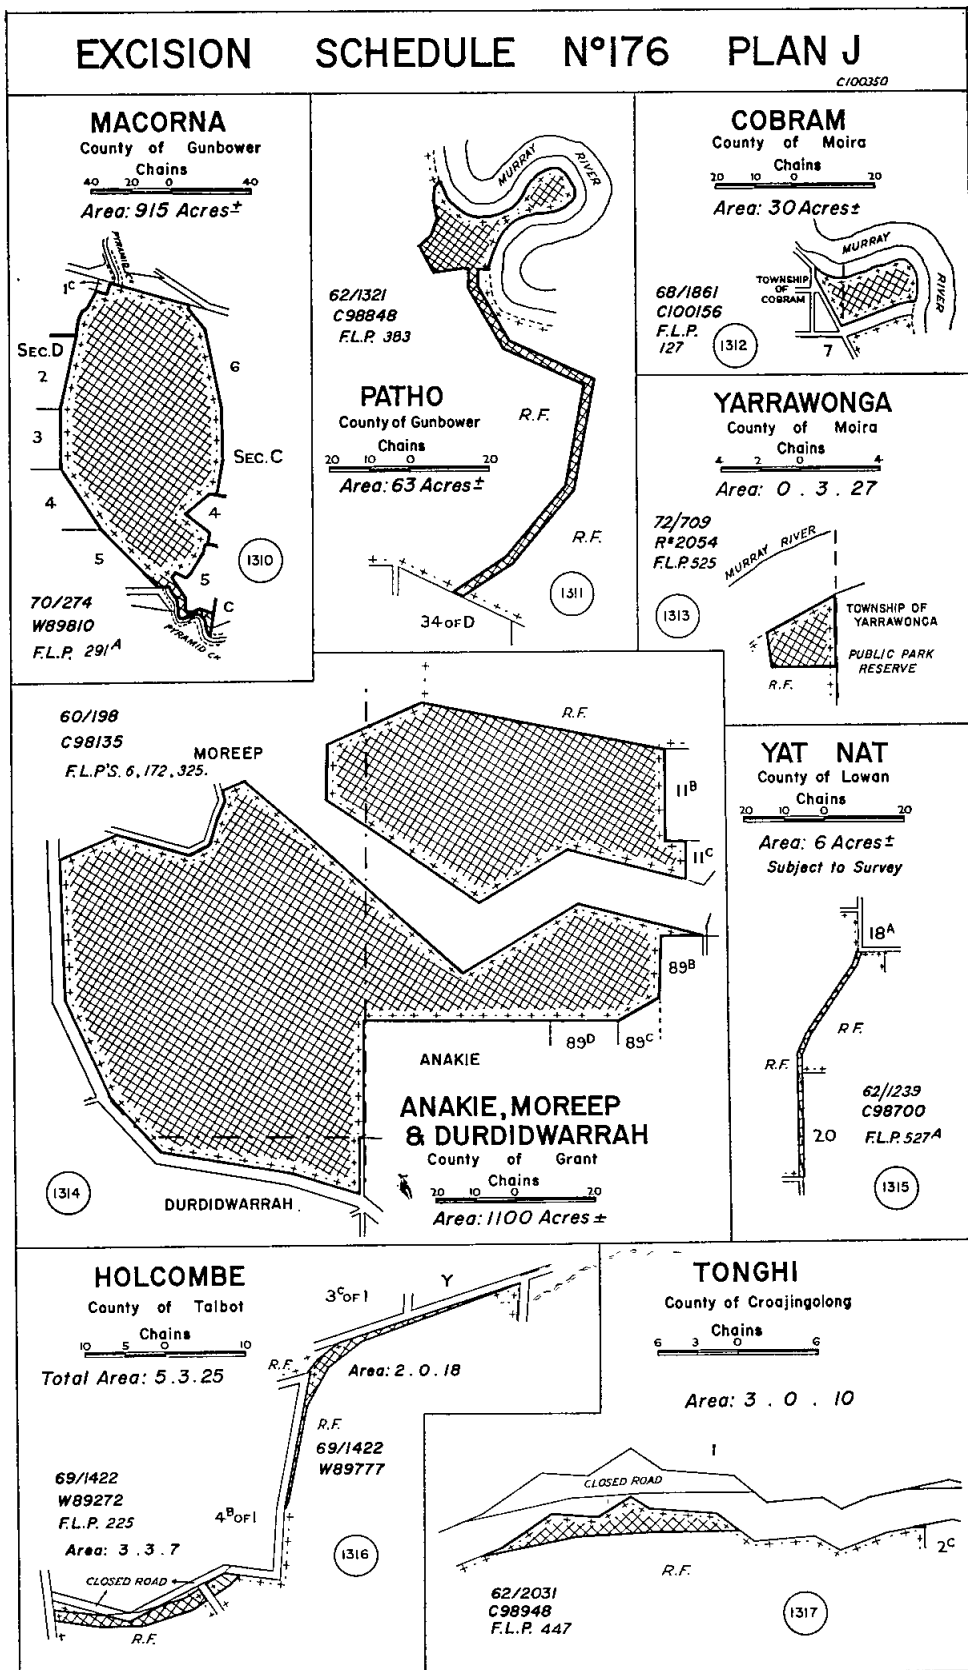 EXCISION SCHEDULE Nº176 PLAN J
C100350
MACORNA
County of Gunbower
Chains
40 20 0 40
Area: 915 Acres±
PYRAMID CK
1C
SEC. D
2
3
4
5
6
SEC. C
4
5
C
1310
70/274
W89810
F.L.P. 291A
PYRAMID CK
MURRAY RIVER
62/1321
C98848
F.L.P. 383
PATHO
County of Gunbower
Chains
20 10 0 20
Area: 63 Acres±
R.F.
R.F.
1311
34 OF D
COBRAM
County of Moira
Chains
20 10 0 20
Area: 30 Acres±
MURRAY RIVER
TOWNSHIP
OF
COBRAM
68/1861
C100156
F.L.P.
127
1312
7
YARRAWONGA
County of Moira
Chains
4 2 0 4
Area: 0 . 3 . 27
72/709
Rs2054
F.L.P. 525
MURRAY RIVER
1313
TOWNSHIP OF
YARRAWONGA
PUBLIC PARK
RESERVE
R.F.
60/198
C98135
F.L.P'S. 6, 172, 325.
MOREEP
R.F.
11B
11C
89B
89D
89C
ANAKIE
ANAKIE, MOREEP
& DURDIDWARRAH
County of Grant
Chains
20 10 0 20
Area: 1100 Acres ±
1314
DURDIDWARRAH
YAT NAT
County of Lowan
Chains
20 10 0 20
Area: 6 Acres±
Subject to Survey
18A
R.F.
R.F.
62/1239
C98700
F.L.P. 527A
20
1315
HOLCOMBE
County of Talbot
Chains
10 5 0 10
Total Area: 5.3.25
3C OF 1
Y
R.F.
Area: 2.0.18
R.F.
69/1422
W89777
69/1422
W89272
F.L.P. 225
Area: 3.3.7
4B OF 1
1316
CLOSED ROAD
R.F.
TONGHI
County of Croajingolong
Chains
6 3 0 6
Area: 3 . 0 . 10
1
CLOSED ROAD
2C
R.F.
62/2031
C98948
F.L.P. 447
1317